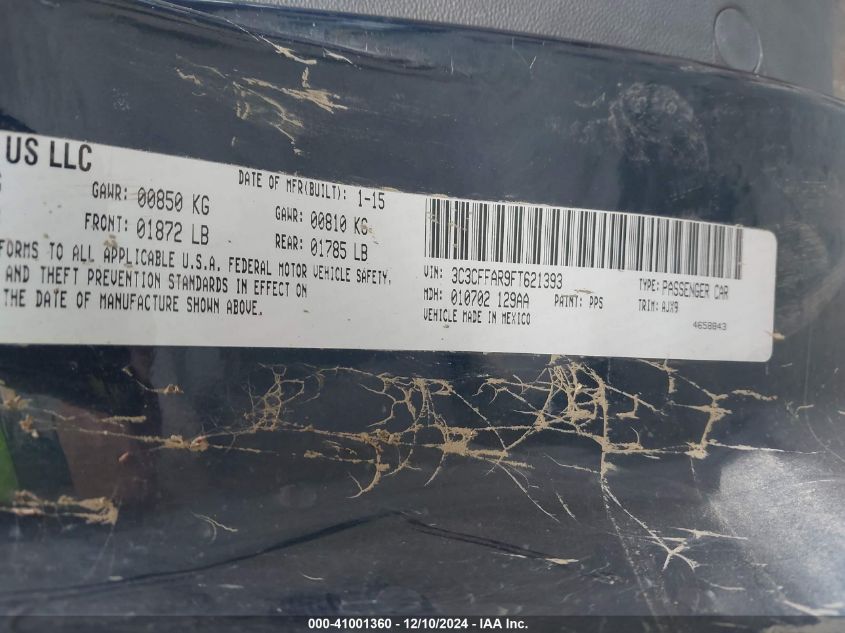 US LLC
DATE OF MFR(BUILT): 1-15
GAWR: 00850 KG
GAWR: 00810 KG
FRONT: 01872 LB
REAR: 01785 LB
FORMS TO ALL APPLICABLE U.S.A. FEDERAL MOTOR VEHICLE SAFETY,
AND THEFT PREVENTION STANDARDS IN EFFECT ON
THE DATE OF MANUFACTURE SHOWN ABOVE.
VIN: 3C3CFFAR9FT621393
TYPE: PASSENGER CAR
MDH: 010702 129AA
PAINT: PPS
TRIM: AJX9
VEHICLE MADE IN MEXICO
4658843
000-41001360 - 12/10/2024 - IAA Inc.